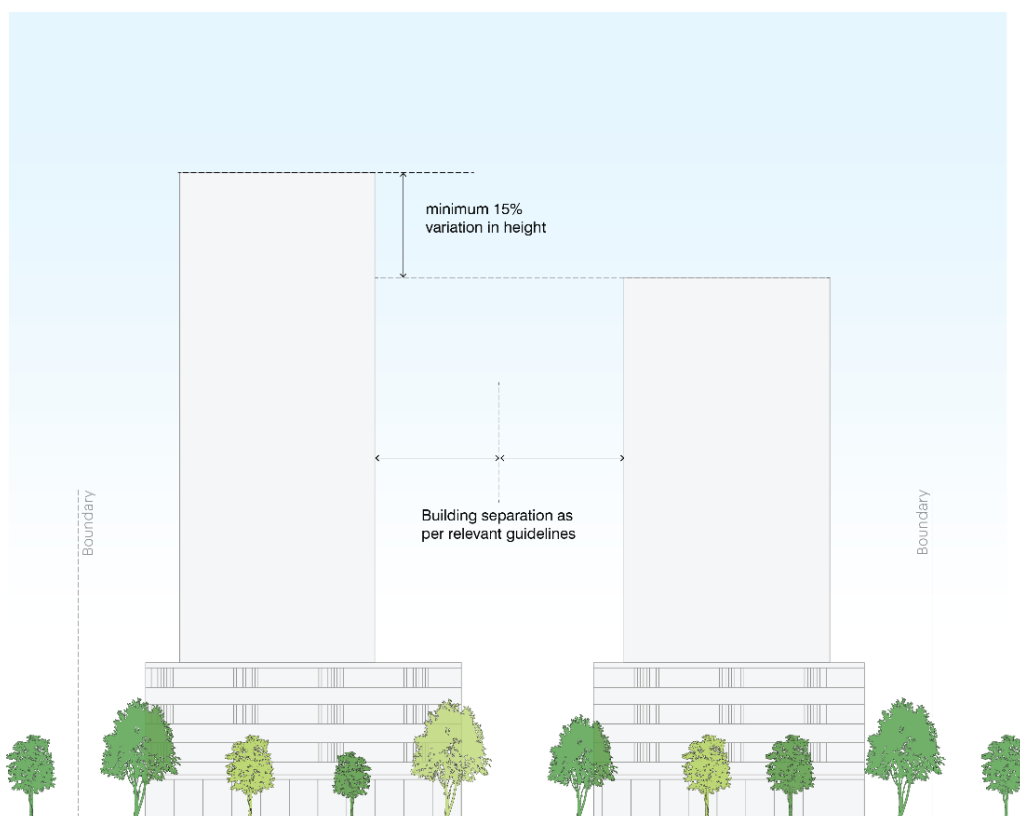 minimum 15%
variation in height
Boundary
Boundary
Building separation as
per relevant guidelines